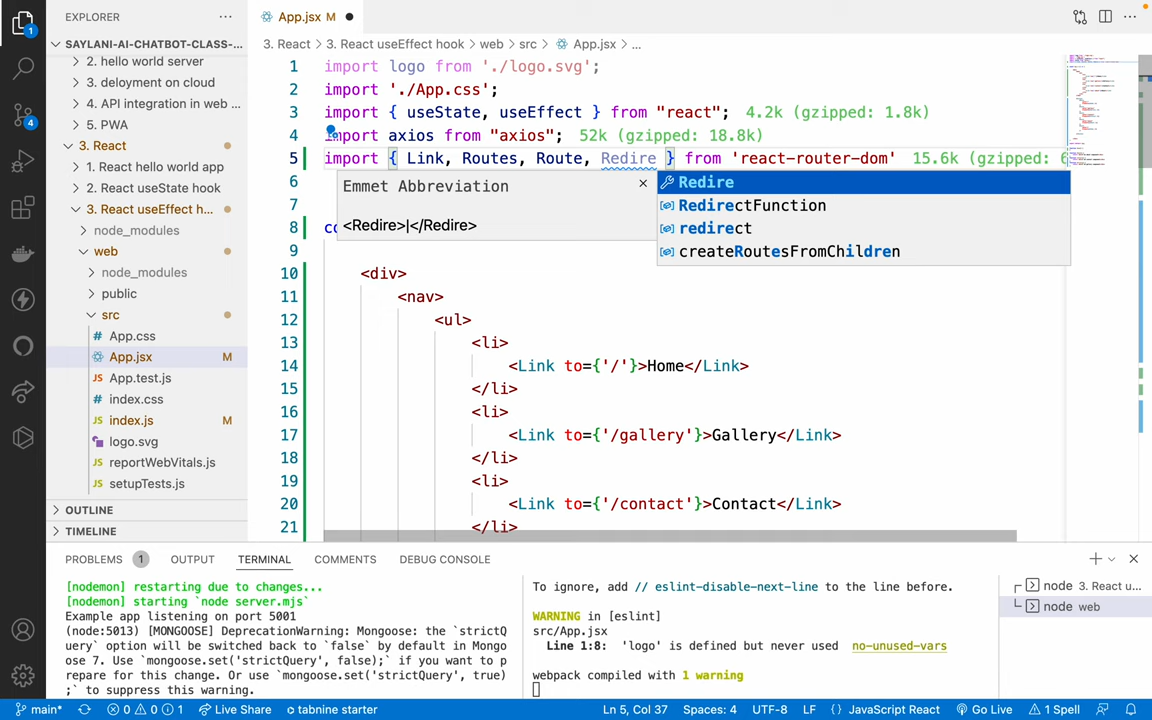 EXPLORER
SAYLANI-AI-CHATBOT-CLASS-...
2. hello world server
3. deloyment on cloud
4. API integration in web ...
5. PWA
3. React
1. React hello world app
2. React useState hook
3. React useEffect h...
node_modules
web
node_modules
public
src
# App.css
App.jsx M
JS App.test.js
# index.css
JS index.js M
logo.svg
JS reportWebVitals.js
JS setupTests.js
OUTLINE
TIMELINE
1
4
App.jsx M
3. React > 3. React useEffect hook > web > src > App.jsx > ...
1 import logo from './logo.svg';
2 import './App.css';
3 import { useState, useEffect } from "react"; 4.2k (gzipped: 1.8k)
4 import axios from "axios"; 52k (gzipped: 18.8k)
5 import { Link, Routes, Route, Redire } from 'react-router-dom' 15.6k (gzipped: 6
6
7
8 co
9
10 <div>
11 <nav>
12 <ul>
13 <li>
14 <Link to={'/'}>Home</Link>
15 </li>
16 <li>
17 <Link to={'/gallery'}>Gallery</Link>
18 </li>
19 <li>
20 <Link to={'/contact'}>Contact</Link>
21 </li>
Emmet Abbreviation
<Redire>|</Redire>
Redire
RedirectFunction
redirect
createRoutesFromChildren
PROBLEMS 1 OUTPUT TERMINAL COMMENTS DEBUG CONSOLE
[nodemon] restarting due to changes...
[nodemon] starting `node server.mjs`
Example app listening on port 5001
(node:5013) [MONGOOSE] DeprecationWarning: Mongoose: the `strictQ
uery` option will be switched back to `false` by default in Mongo
ose 7. Use `mongoose.set('strictQuery', false);` if you want to p
repare for this change. Or use `mongoose.set('strictQuery', true)
;` to suppress this warning.
To ignore, add // eslint-disable-next-line to the line before.
WARNING in [eslint]
src/App.jsx
Line 1:8: 'logo' is defined but never used no-unused-vars
webpack compiled with 1 warning
node 3. React u...
node web
main* 0 0 1 Live Share tabnine starter Ln 5, Col 37 Spaces: 4 UTF-8 LF {} JavaScript React Go Live 1 Spell